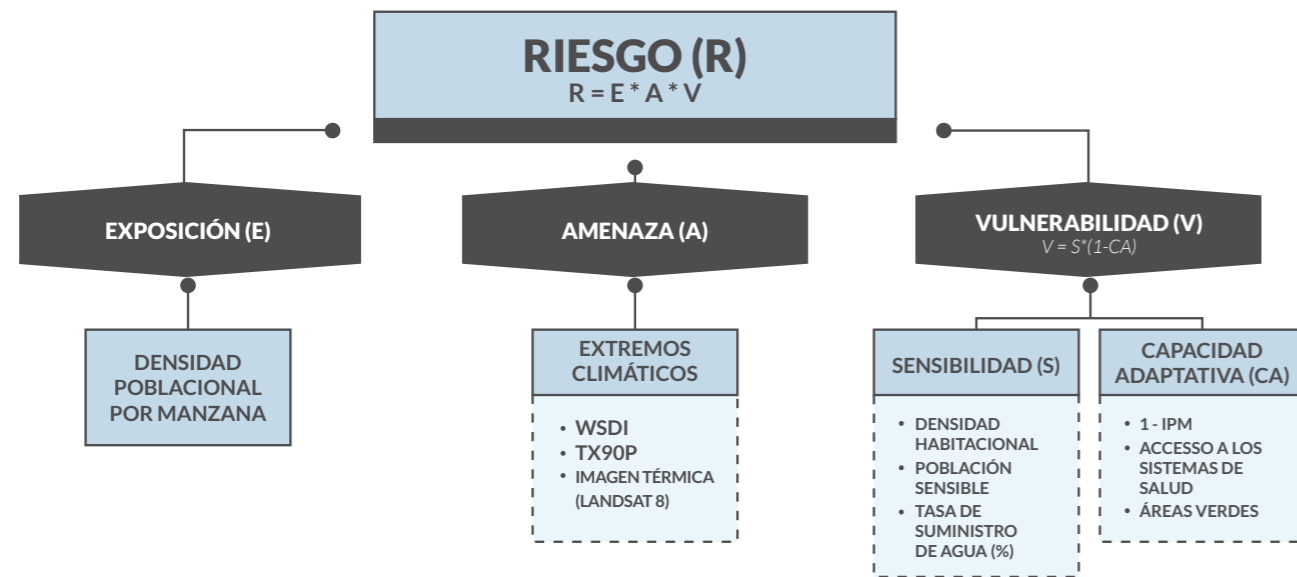 RIESGO (R)
R = E * A * V
EXPOSICIÓN (E)
AMENAZA (A)
VULNERABILIDAD (V)
V = S*(1-CA)
DENSIDAD
POBLACIONAL
POR MANZANA
EXTREMOS
CLIMÁTICOS
• WSDI
• TX90P
• IMAGEN TÉRMICA
(LANDSAT 8)
SENSIBILIDAD (S)
• DENSIDAD
HABITACIONAL
• POBLACIÓN
SENSIBLE
• TASA DE
SUMINISTRO
DE AGUA (%)
CAPACIDAD
ADAPTATIVA (CA)
• 1 - IPM
• ACCESO A LOS
SISTEMAS DE
SALUD
• ÁREAS VERDES